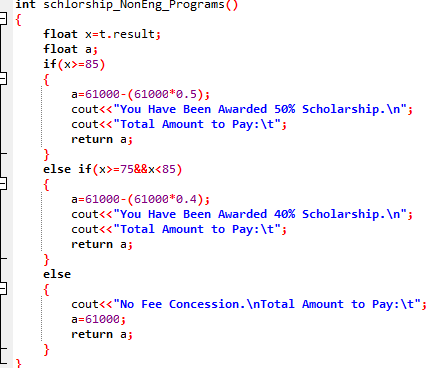 int schlorship_NonEng_Programs()
{
float x=t.result;
float a;
if(x>=85)
{
a=61000-(61000*0.5);
cout<<"You Have Been Awarded 50% Scholarship.\n";
cout<<"Total Amount to Pay:\t";
return a;
}
else if(x>=75&&x<85)
{
a=61000-(61000*0.4);
cout<<"You Have Been Awarded 40% Scholarship.\n";
cout<<"Total Amount to Pay:\t";
return a;
}
else
{
cout<<"No Fee Concession.\nTotal Amount to Pay:\t";
a=61000;
return a;
}
}